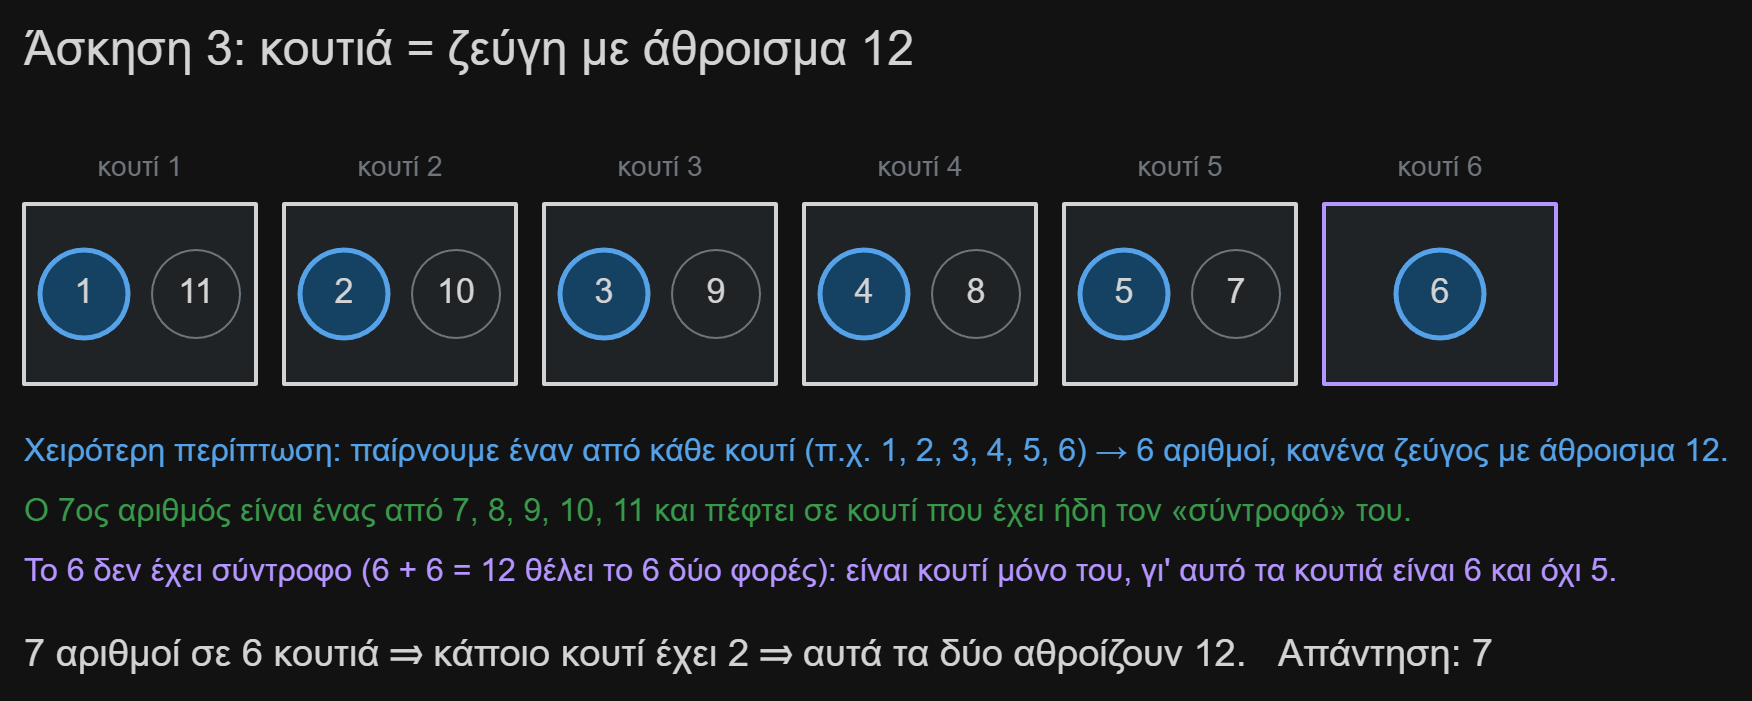 Άσκηση 3: κουτιά = ζεύγη με άθροισμα 12
κουτί 1 κουτί 2 κουτί 3 κουτί 4 κουτί 5 κουτί 6
1 11 2 10 3 9 4 8 5 7 6
Χειρότερη περίπτωση: παίρνουμε έναν από κάθε κουτί (π.χ. 1, 2, 3, 4, 5, 6) → 6 αριθμοί, κανένα ζεύγος με άθροισμα 12.
Ο 7ος αριθμός είναι ένας από 7, 8, 9, 10, 11 και πέφτει σε κουτί που έχει ήδη τον «σύντροφό» του.
Το 6 δεν έχει σύντροφο (6 + 6 = 12 θέλει το 6 δύο φορές): είναι κουτί μόνο του, γι' αυτό τα κουτιά είναι 6 και όχι 5.
7 αριθμοί σε 6 κουτιά ⇒ κάποιο κουτί έχει 2 ⇒ αυτά τα δύο αθροίζουν 12. Απάντηση: 7